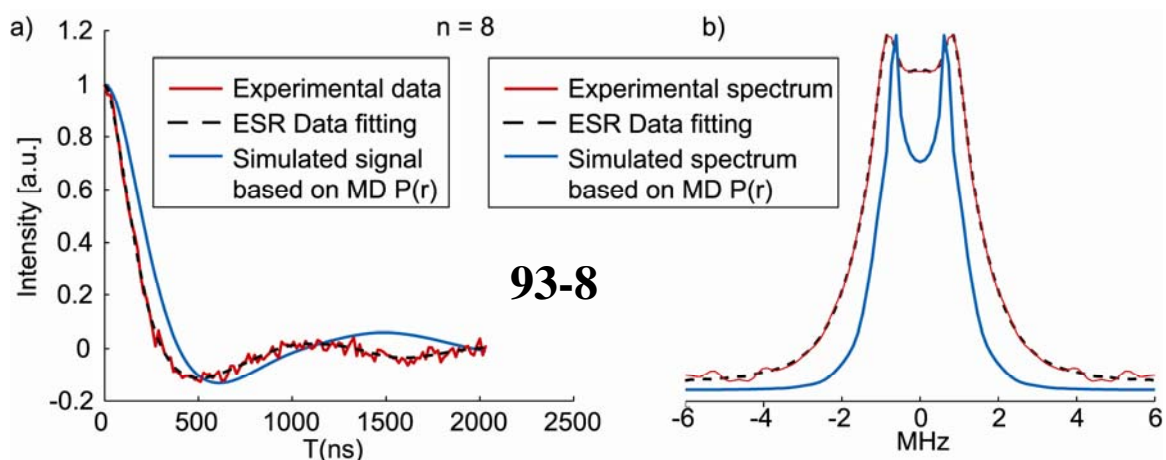 a)
n = 8
b)
Experimental data
ESR Data fitting
Simulated signal
based on MD P(r)
Experimental spectrum
ESR Data fitting
Simulated spectrum
based on MD P(r)
93-8
Intensity [a.u.]
1.2
1
0.8
0.6
0.4
0.2
0
-0.2
0 500 1000 1500 2000 2500
T(ns)
-6 -4 -2 0 2 4 6
MHz